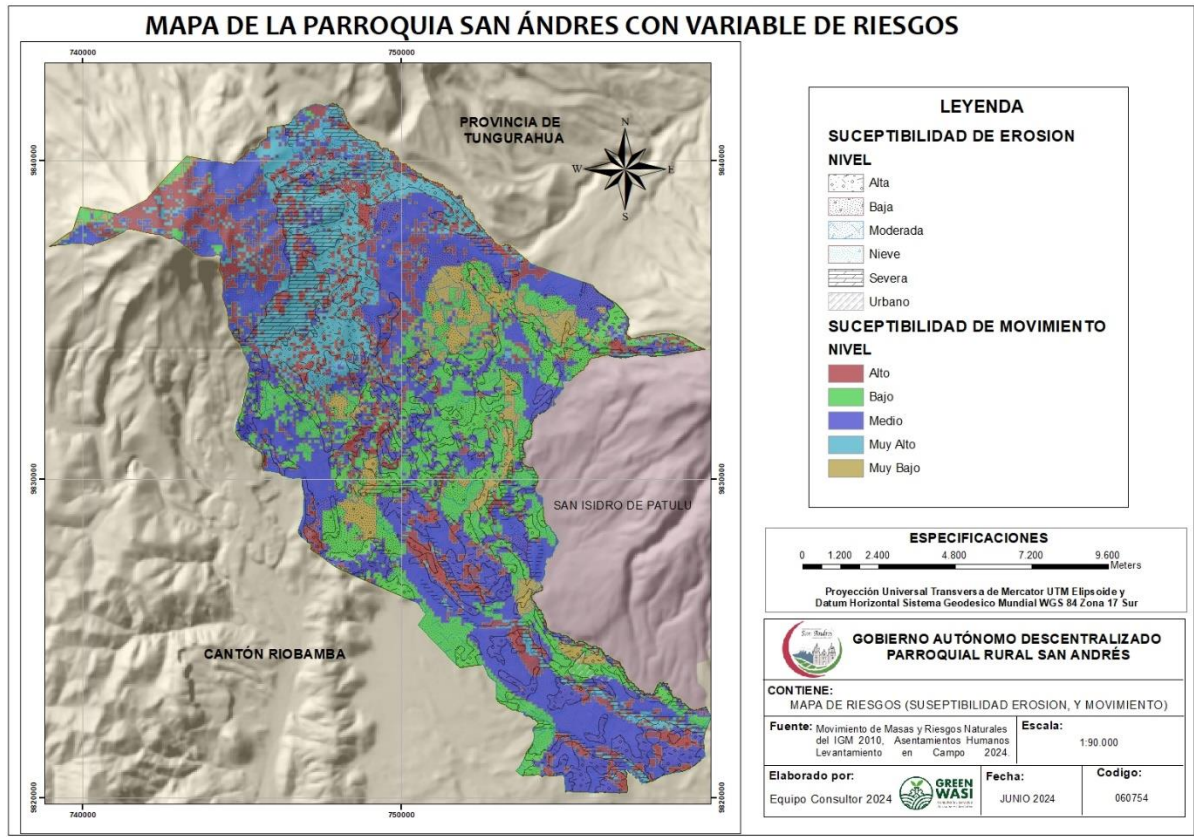 MAPA DE LA PARROQUIA SAN ÁNDRES CON VARIABLE DE RIESGOS
740000
750000
PROVINCIA DE
TUNGURAHUA
N
W
E
S
9840000
9840000
9830000
9830000
SAN ISIDRO DE PATULU
CANTÓN RIOBAMBA
9820000
9820000
740000
750000
LEYENDA
SUCEPTIBILIDAD DE EROSION
NIVEL
Alta
Baja
Moderada
Nieve
Severa
Urbano
SUCEPTIBILIDAD DE MOVIMIENTO
NIVEL
Alto
Bajo
Medio
Muy Alto
Muy Bajo
ESPECIFICACIONES
0 1.200 2.400 4.800 7.200 9.600
Meters
Proyección Universal Transversa de Mercator UTM Elipsoide y
Datum Horizontal Sistema Geodesico Mundial WGS 84 Zona 17 Sur
San Andrés
GOBIERNO AUTÓNOMO DESCENTRALIZADO
PARROQUIAL RURAL SAN ANDRÉS
CONTIENE:
MAPA DE RIESGOS (SUSEPTIBILIDAD EROSION, Y MOVIMIENTO)
Fuente: Movimiento de Masas y Riesgos Naturales
del IGM 2010, Asentamientos Humanos
Levantamiento en Campo 2024.
Escala:
1:90.000
Elaborado por:
Equipo Consultor 2024
GREEN
WASI
Fecha:
JUNIO 2024
Codigo:
060754